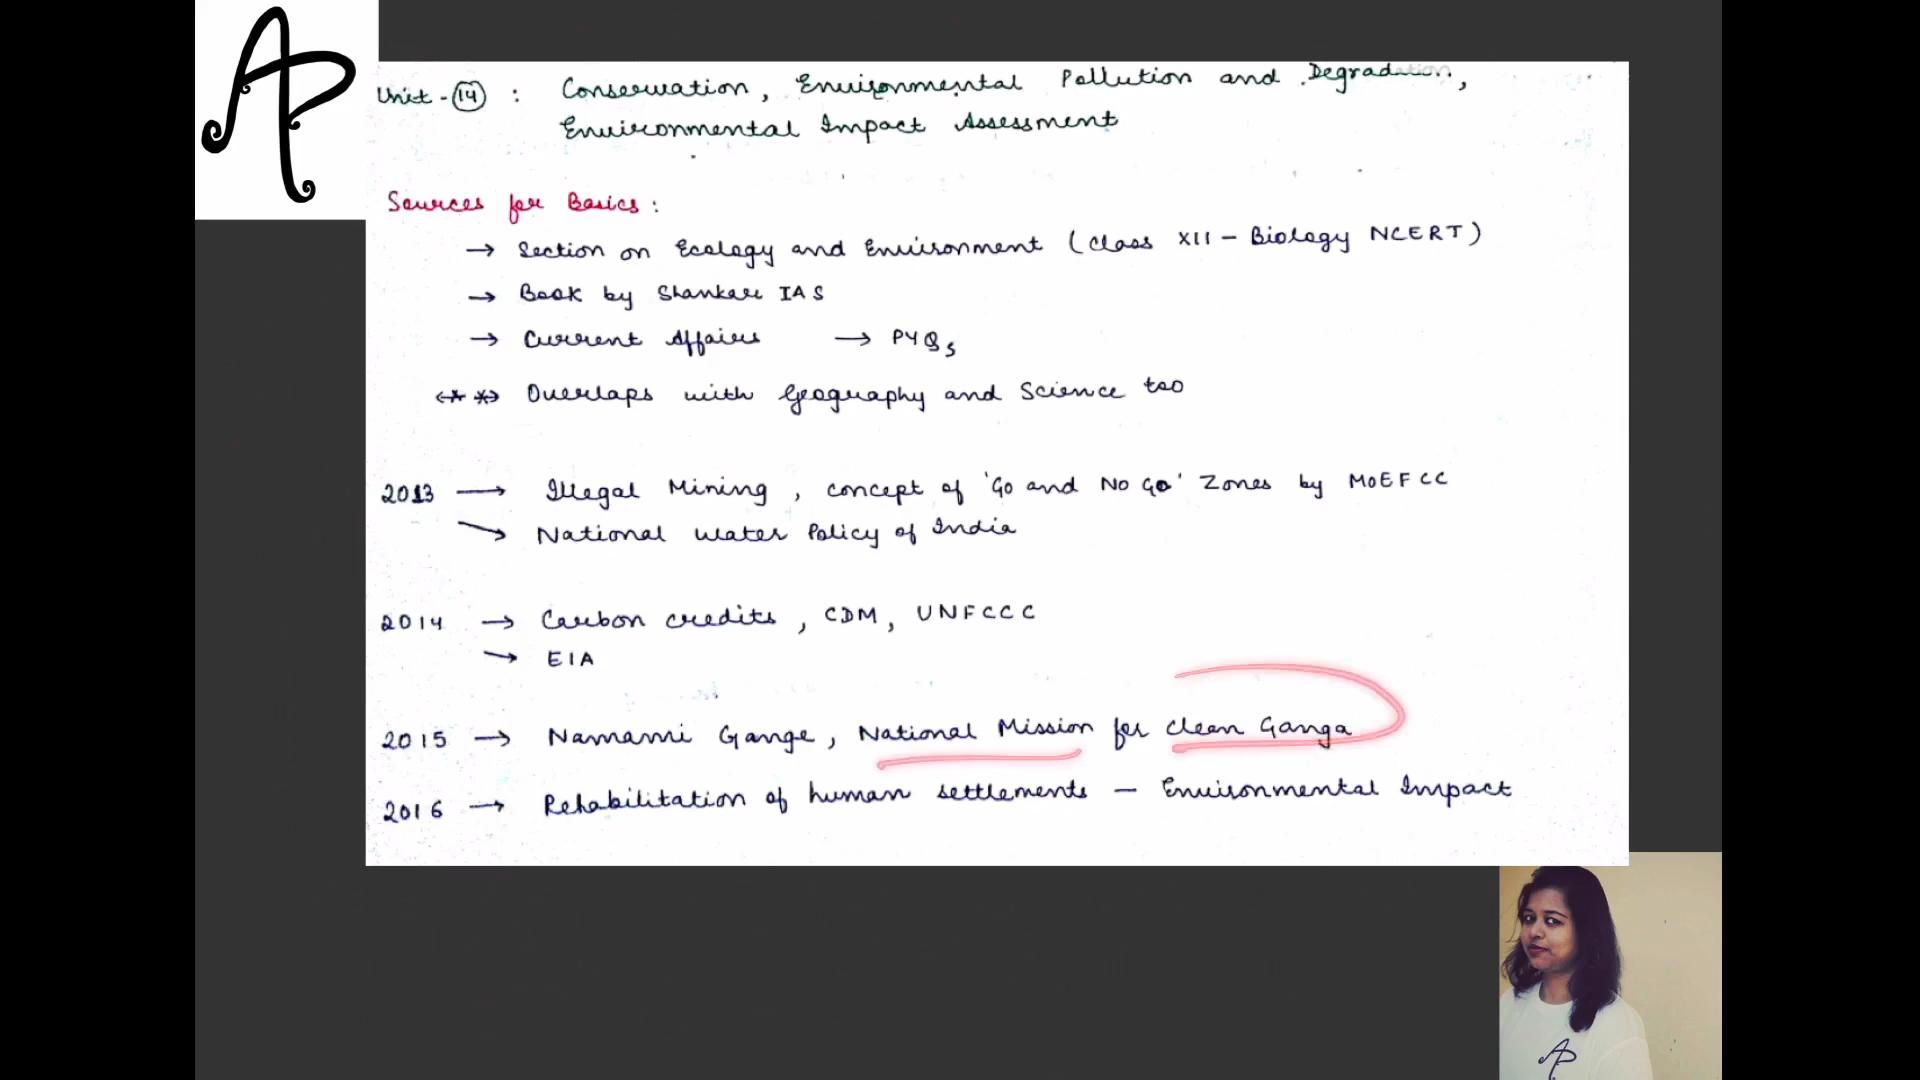 AP
Unit - 14 : Conservation, Environmental Pollution and Degradation,
Environmental Impact Assessment
Sources for Basics :
→ Section on Ecology and Environment (Class XII - Biology NCERT)
→ Book by Shankar IAS
→ Current Affairs → PYQs
<* *> Overlaps with Geography and Science too
2013 → Illegal Mining, concept of 'Go and No Go' Zones by MoEFCC
→ National Water Policy of India
2014 → Carbon credits, CDM, UNFCCC
→ EIA
2015 → Namami Gange, National Mission for Clean Ganga
2016 → Rehabilitation of human settlements - Environmental Impact
AP